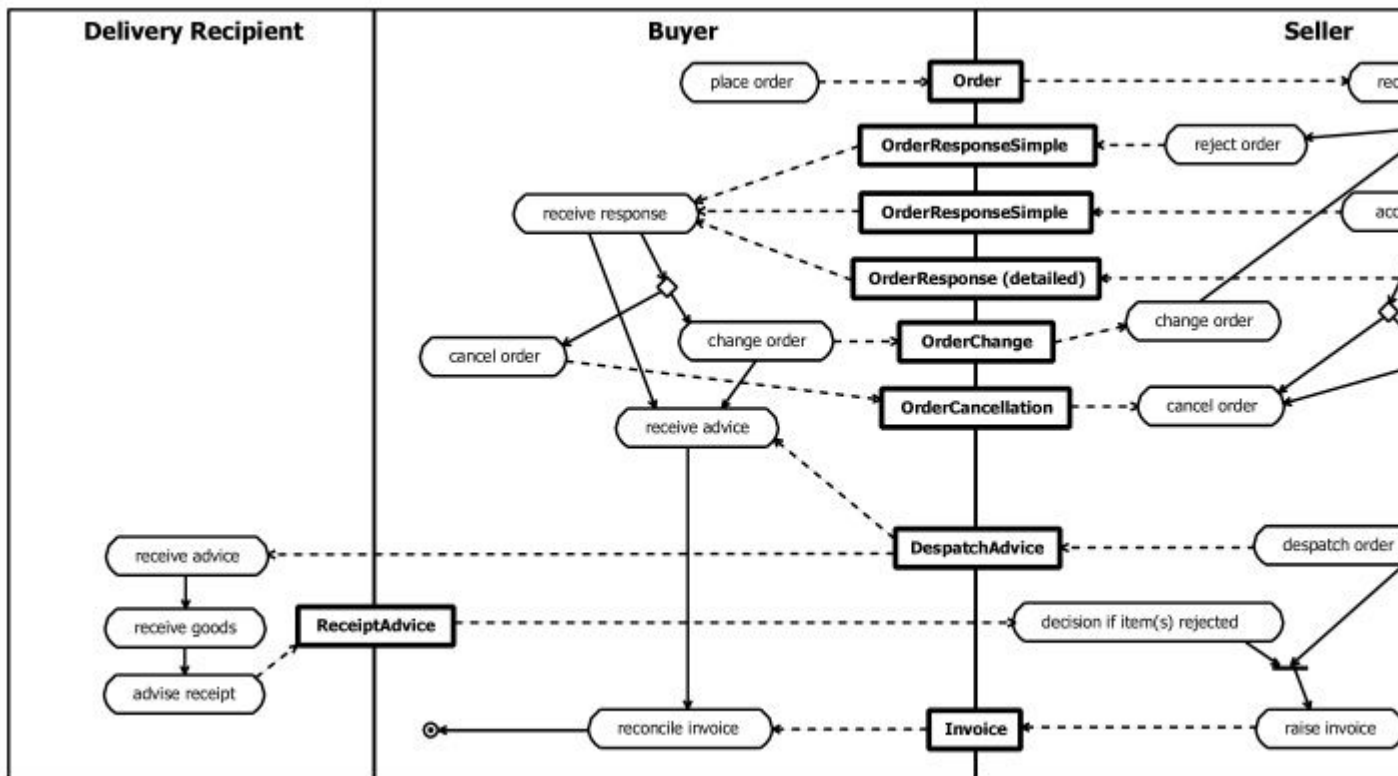 Delivery Recipient
Buyer
Seller
place order
Order
OrderResponseSimple
reject order
receive response
OrderResponseSimple
OrderResponse (detailed)
change order
cancel order
change order
OrderChange
OrderCancellation
cancel order
receive advice
receive advice
DespatchAdvice
despatch order
receive goods
ReceiptAdvice
decision if item(s) rejected
advise receipt
reconcile invoice
Invoice
raise invoice